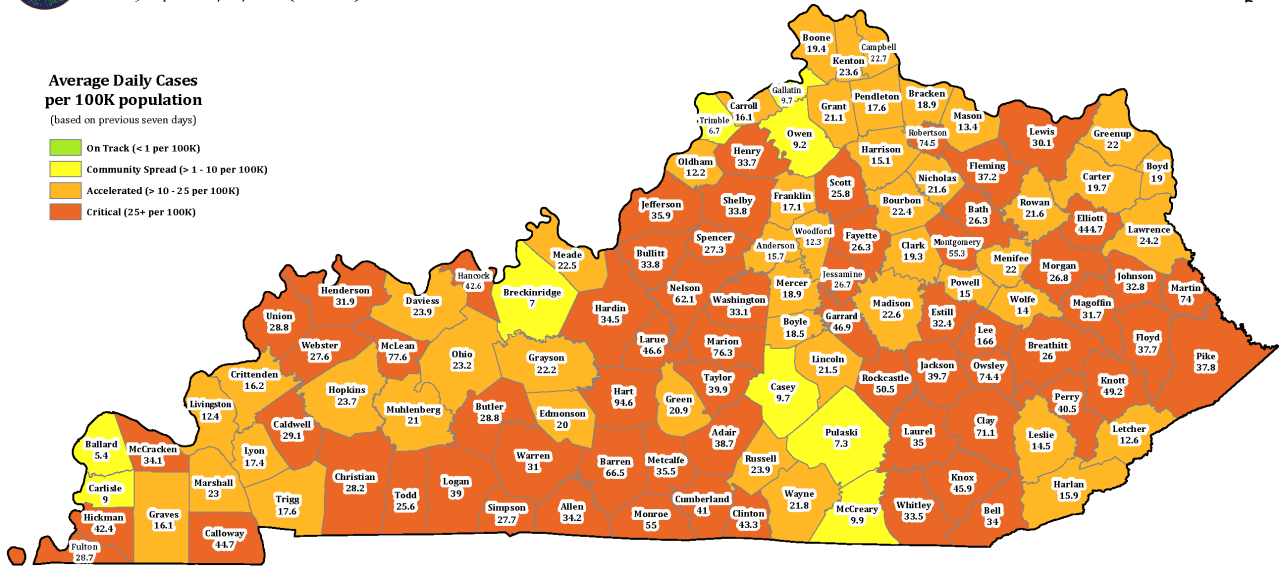 Average Daily Cases
per 100K population
(based on previous seven days)
On Track (< 1 per 100K)
Community Spread (> 1 - 10 per 100K)
Accelerated (> 10 - 25 per 100K)
Critical (25+ per 100K)
Boone
19.4
Kenton
23.6
Campbell
22.7
Gallatin
9.7
Carroll
16.1
Trimble
6.7
Grant
21.1
Pendleton
17.6
Bracken
18.9
Mason
13.4
Robertson
74.5
Lewis
30.1
Greenup
22
Boyd
19
Owen
9.2
Henry
33.7
Oldham
12.2
Harrison
15.1
Fleming
37.2
Carter
19.7
Nicholas
21.6
Scott
25.8
Franklin
17.1
Shelby
33.8
Jefferson
35.9
Bourbon
22.4
Bath
26.3
Rowan
21.6
Elliott
444.7
Lawrence
24.2
Woodford
12.3
Fayette
26.3
Clark
19.3
Montgomery
55.3
Anderson
15.7
Spencer
27.3
Bullitt
33.8
Meade
22.5
Menifee
22
Morgan
26.8
Johnson
32.8
Martin
74
Hancock
42.6
Breckinridge
7
Henderson
31.9
Daviess
23.9
Jessamine
26.7
Mercer
18.9
Nelson
62.1
Washington
33.1
Hardin
34.5
Powell
15
Wolfe
14
Magoffin
31.7
Madison
22.6
Estill
32.4
Garrard
46.9
Boyle
18.5
Union
28.8
Webster
27.6
McLean
77.6
Ohio
23.2
Grayson
22.2
Larue
46.6
Marion
76.3
Lincoln
21.5
Lee
166
Breathitt
26
Floyd
37.7
Pike
37.8
Crittenden
16.2
Hopkins
23.7
Livingston
12.4
Muhlenberg
21
Butler
28.8
Edmonson
20
Hart
94.6
Green
20.9
Taylor
39.9
Casey
9.7
Rockcastle
50.5
Jackson
39.7
Owsley
74.4
Perry
40.5
Knott
49.2
Caldwell
29.1
Lyon
17.4
Ballard
5.4
McCracken
34.1
Adair
38.7
Pulaski
7.3
Laurel
35
Clay
71.1
Leslie
14.5
Letcher
12.6
Carlisle
9
Marshall
23
Trigg
17.6
Christian
28.2
Todd
25.6
Logan
39
Warren
31
Barren
66.5
Metcalfe
35.5
Russell
23.9
Wayne
21.8
Knox
45.9
Harlan
15.9
Hickman
42.4
Graves
16.1
Calloway
44.7
Fulton
28.7
Simpson
27.7
Allen
34.2
Monroe
55
Cumberland
41
Clinton
43.3
McCreary
9.9
Whitley
33.5
Bell
34